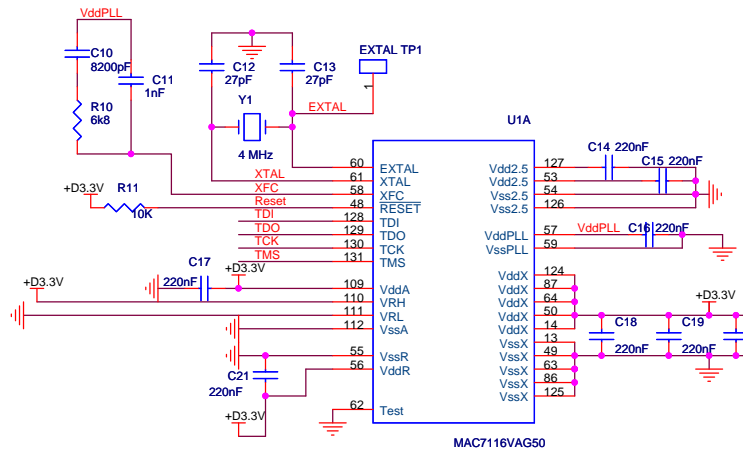 VddPLL
C10
8200pF
C11
1nF
R10
6k8
C12
27pF
C13
27pF
EXTAL TP1
1
EXTAL
Y1
4 MHz
U1A
XTAL
XFC
Reset
TDI
TDO
TCK
TMS
+D3.3V
R11
10K
60 EXTAL
61 XTAL
58 XFC
48 RESET
128 TDI
129 TDO
130 TCK
131 TMS
109 VddA
110 VRH
111 VRL
112 VssA
55 VssR
56 VddR
62 Test
Vdd2.5 127
Vdd2.5 53
Vss2.5 54
Vss2.5 126
VddPLL 57
VssPLL 59
VddX 124
VddX 87
VddX 64
VddX 50
VddX 14
VssX 13
VssX 49
VssX 63
VssX 86
VssX 125
C14 220nF
C15 220nF
VddPLL
C16 220nF
+D3.3V
C18
220nF
C19
220nF
C17
220nF
+D3.3V
+D3.3V
C21
220nF
+D3.3V
MAC7116VAG50